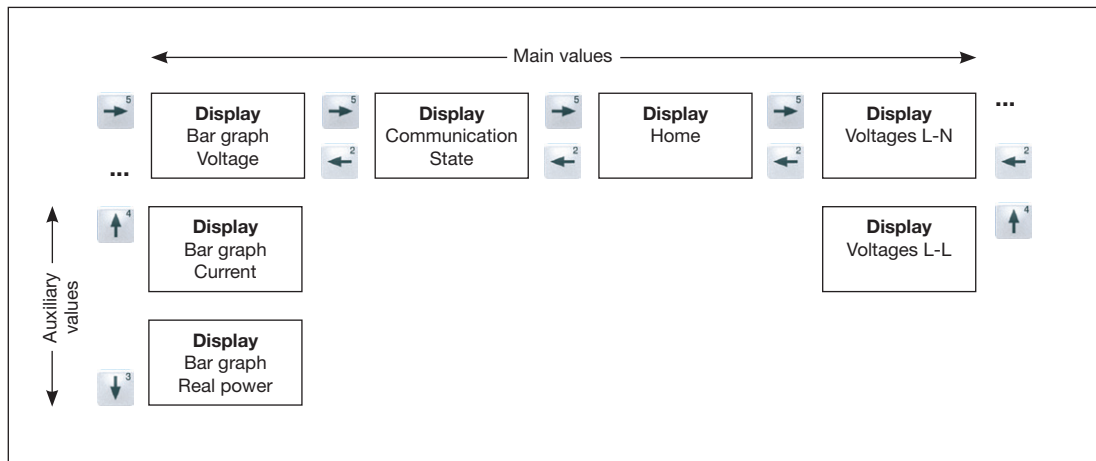 Main values
5
Display
Bar graph
Voltage
5
2
Display
Communication
State
5
2
Display
Home
5
2
Display
Voltages L-N
...
2
...
Auxiliary
values
4
Display
Bar graph
Current
Display
Voltages L-L
4
3
Display
Bar graph
Real power